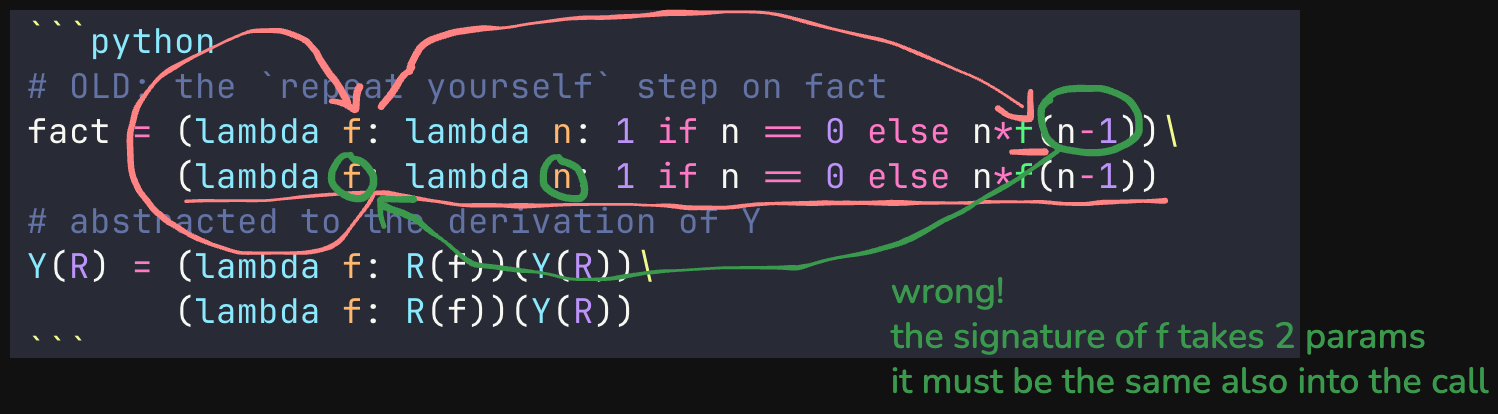 ```python
# OLD: the `repeat yourself` step on fact
fact = (lambda f: lambda n: 1 if n == 0 else n*f(n-1))\
(lambda f: lambda n: 1 if n == 0 else n*f(n-1))
# abstracted to the derivation of Y
Y(R) = (lambda f: R(f))(Y(R))\
(lambda f: R(f))(Y(R))
```
wrong!
the signature of f takes 2 params
it must be the same also into the call